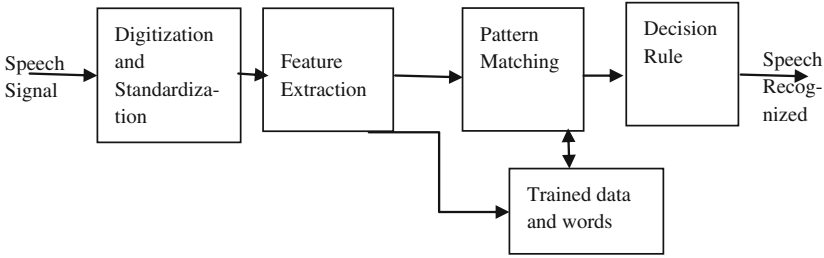 Speech
Signal
Digitization
and
Standardiza-
tion
Feature
Extraction
Pattern
Matching
Decision
Rule
Speech
Recog-
nized
Trained data
and words